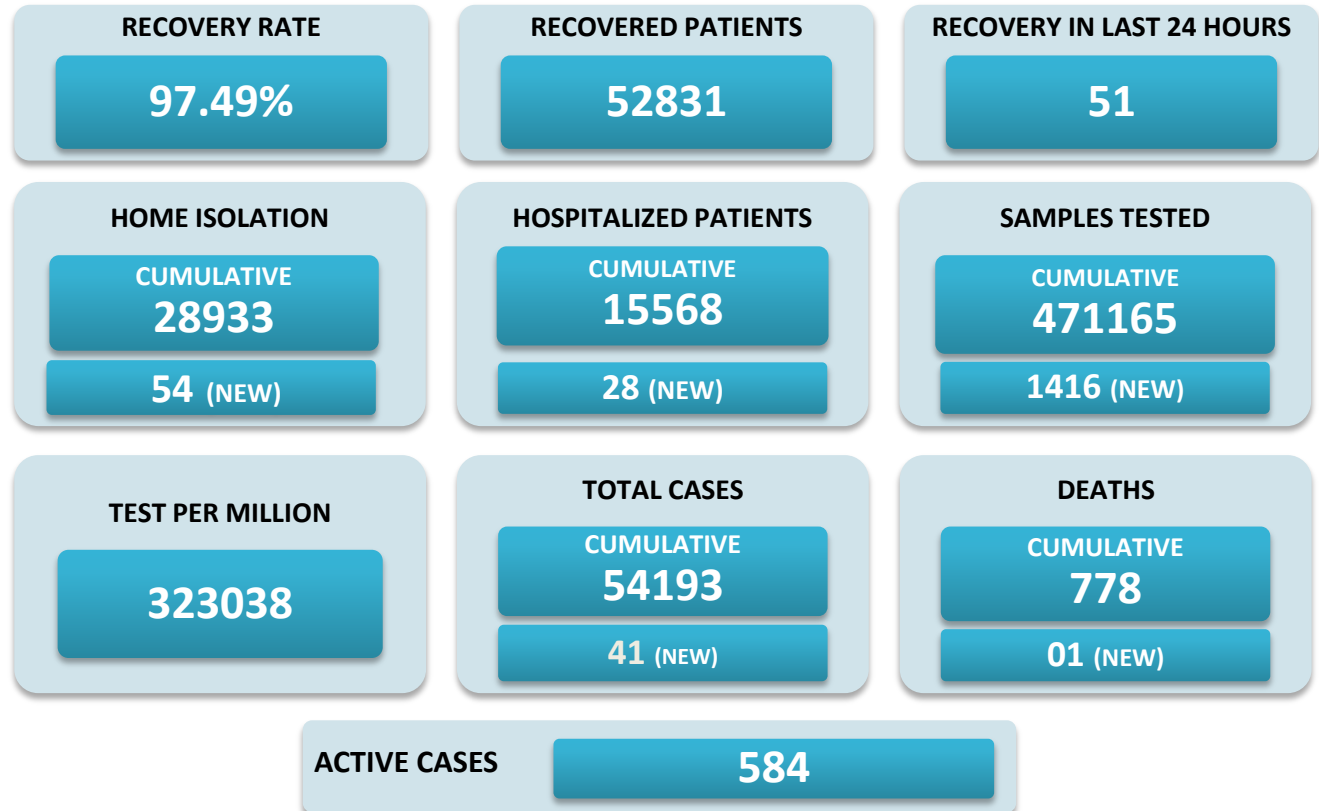 RECOVERY RATE
97.49%
RECOVERED PATIENTS
52831
RECOVERY IN LAST 24 HOURS
51
HOME ISOLATION
CUMULATIVE
28933
54 (NEW)
HOSPITALIZED PATIENTS
CUMULATIVE
15568
28 (NEW)
SAMPLES TESTED
CUMULATIVE
471165
1416 (NEW)
TEST PER MILLION
323038
TOTAL CASES
CUMULATIVE
54193
41 (NEW)
DEATHS
CUMULATIVE
778
01 (NEW)
ACTIVE CASES
584